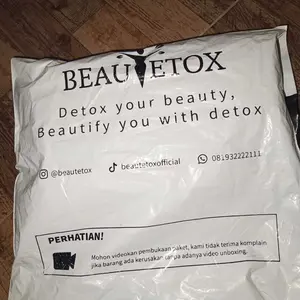 BEAUTETOX
Detox your beauty,
Beautify you with detox
@beautetox beautetoxofficial 081932222111
PERHATIAN!
Mohon videokan pembukaan paket, kami tidak terima komplain
jika barang ada kerusakan tanpa adanya video unboxing.